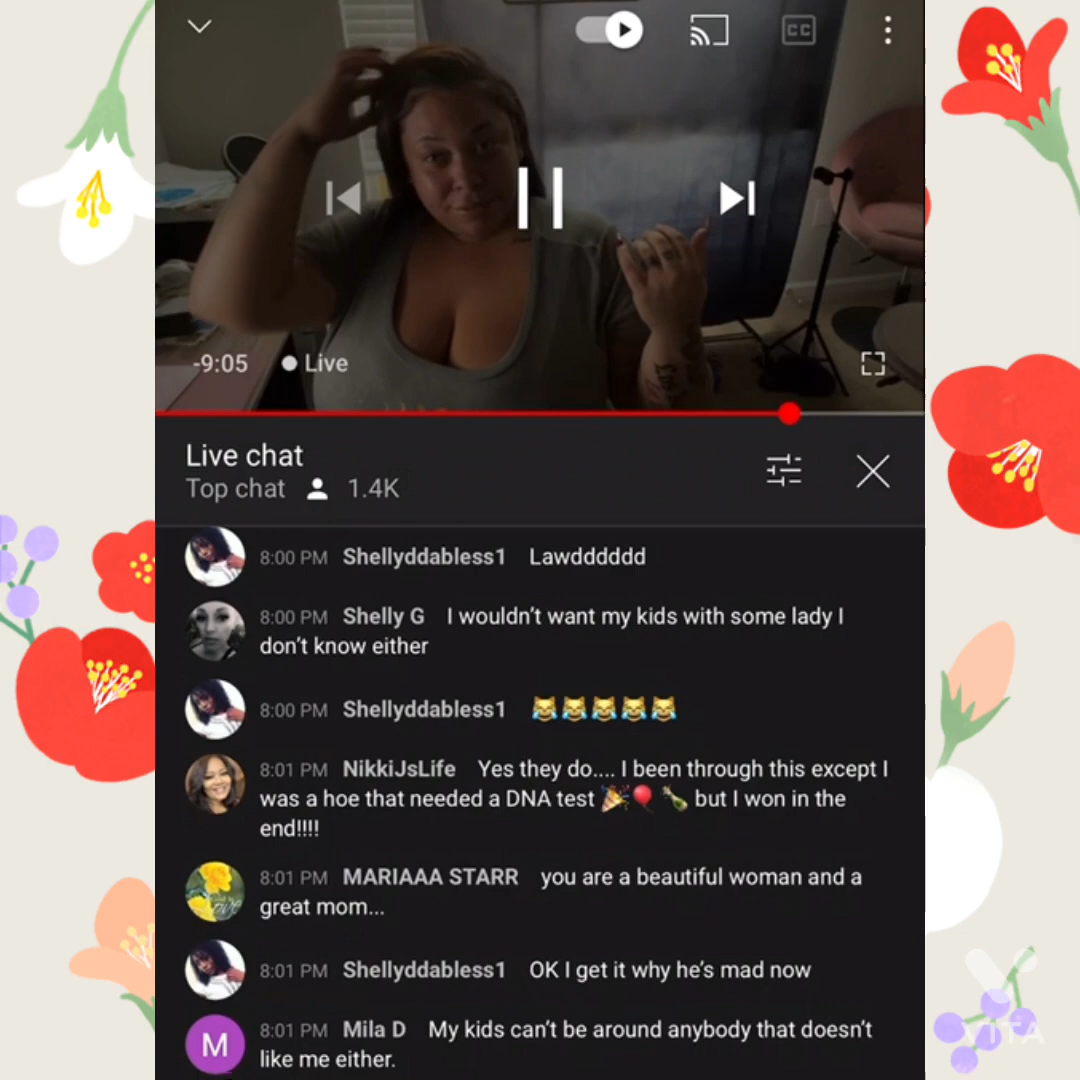 CC
-9:05 Live
Live chat
Top chat 1.4K
8:00 PM Shellyddabless1 Lawdddddd
8:00 PM Shelly G I wouldn't want my kids with some lady I
don't know either
8:00 PM Shellyddabless1 😹😹😹😹😹
8:01 PM NikkiJsLife Yes they do.... I been through this except I
was a hoe that needed a DNA test 🎉🎈🍾 but I won in the
end!!!!
8:01 PM MARIAAA STARR you are a beautiful woman and a
great mom...
8:01 PM Shellyddabless1 OK I get it why he's mad now
M 8:01 PM Mila D My kids can't be around anybody that doesn't
like me either.
VITA